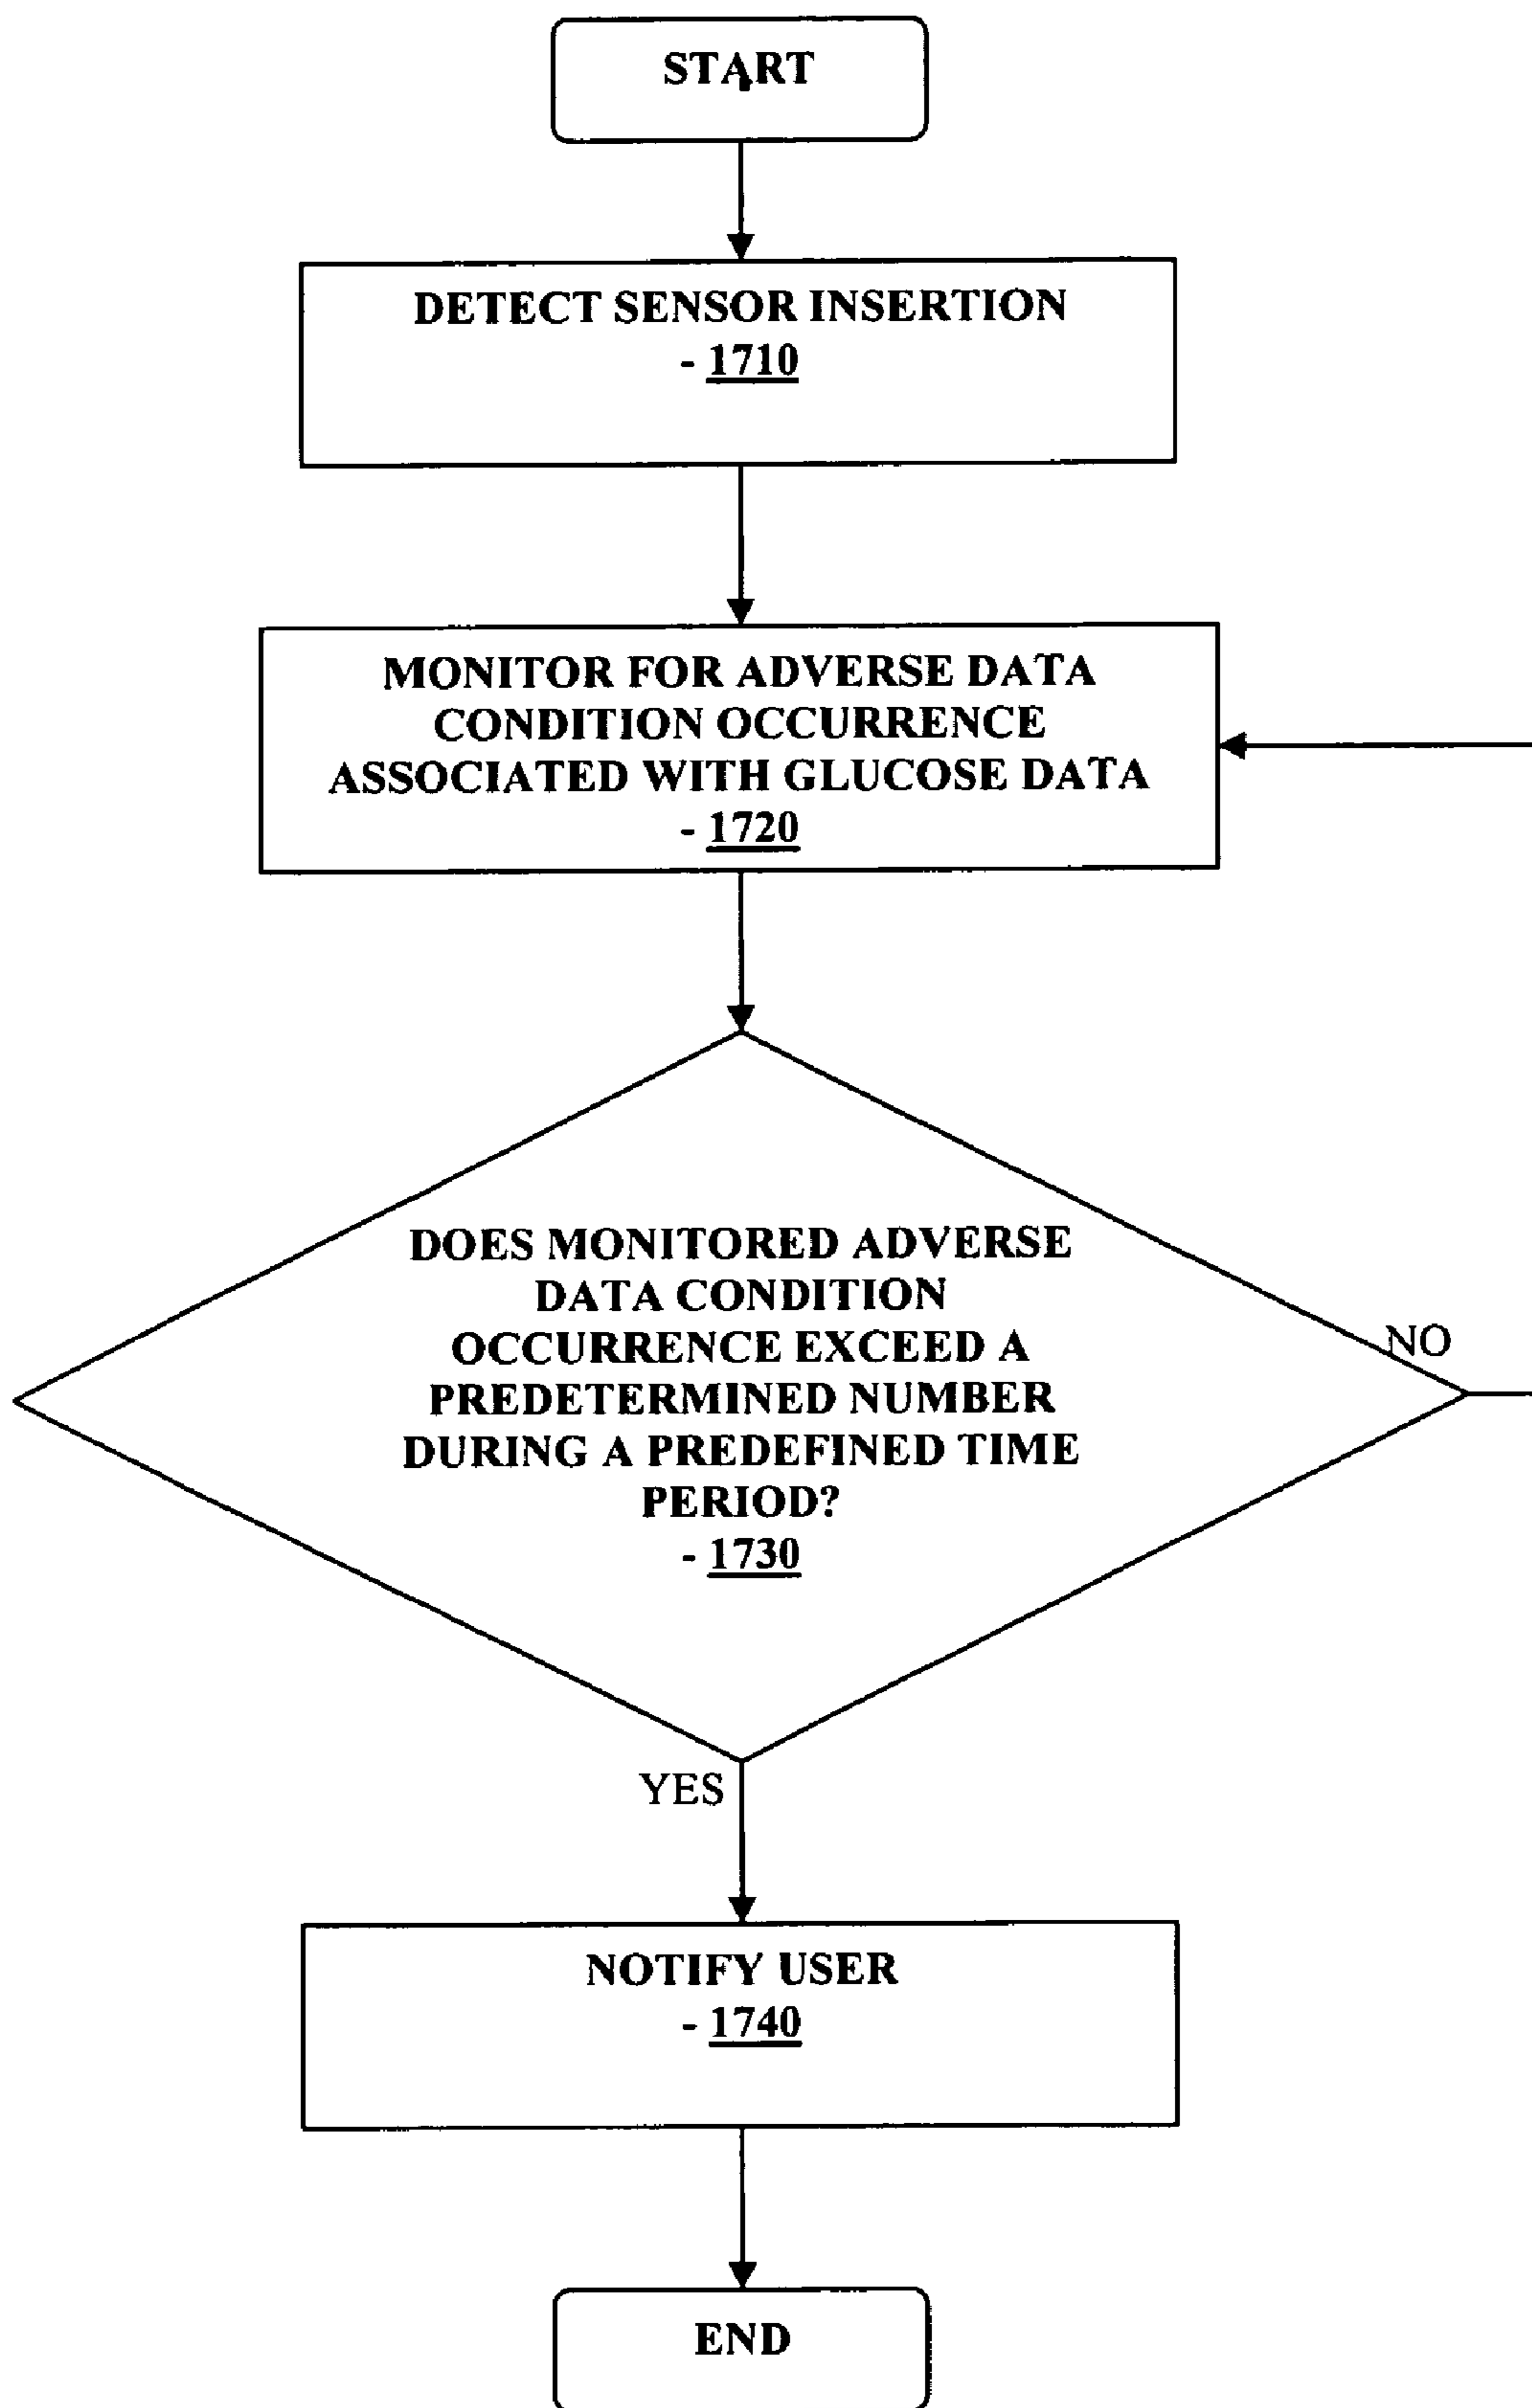 START
DETECT SENSOR INSERTION
- 1710
MONITOR FOR ADVERSE DATA
CONDITION OCCURRENCE
ASSOCIATED WITH GLUCOSE DATA
- 1720
DOES MONITORED ADVERSE
DATA CONDITION
OCCURRENCE EXCEED A
PREDETERMINED NUMBER
DURING A PREDEFINED TIME
PERIOD?
- 1730
NO
YES
NOTIFY USER
- 1740
END